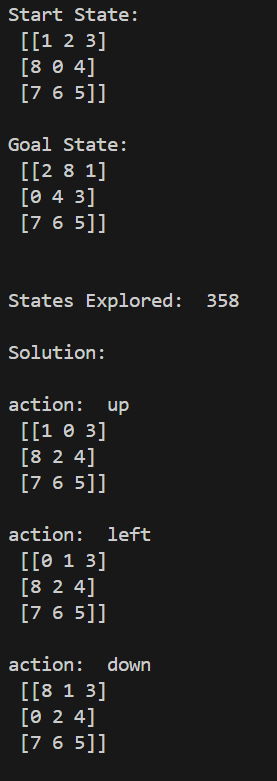 Start State:
[[1 2 3]
[8 0 4]
[7 6 5]]
Goal State:
[[2 8 1]
[0 4 3]
[7 6 5]]
States Explored:  358
Solution:
action:  up
[[1 0 3]
[8 2 4]
[7 6 5]]
action:  left
[[0 1 3]
[8 2 4]
[7 6 5]]
action:  down
[[8 1 3]
[0 2 4]
[7 6 5]]